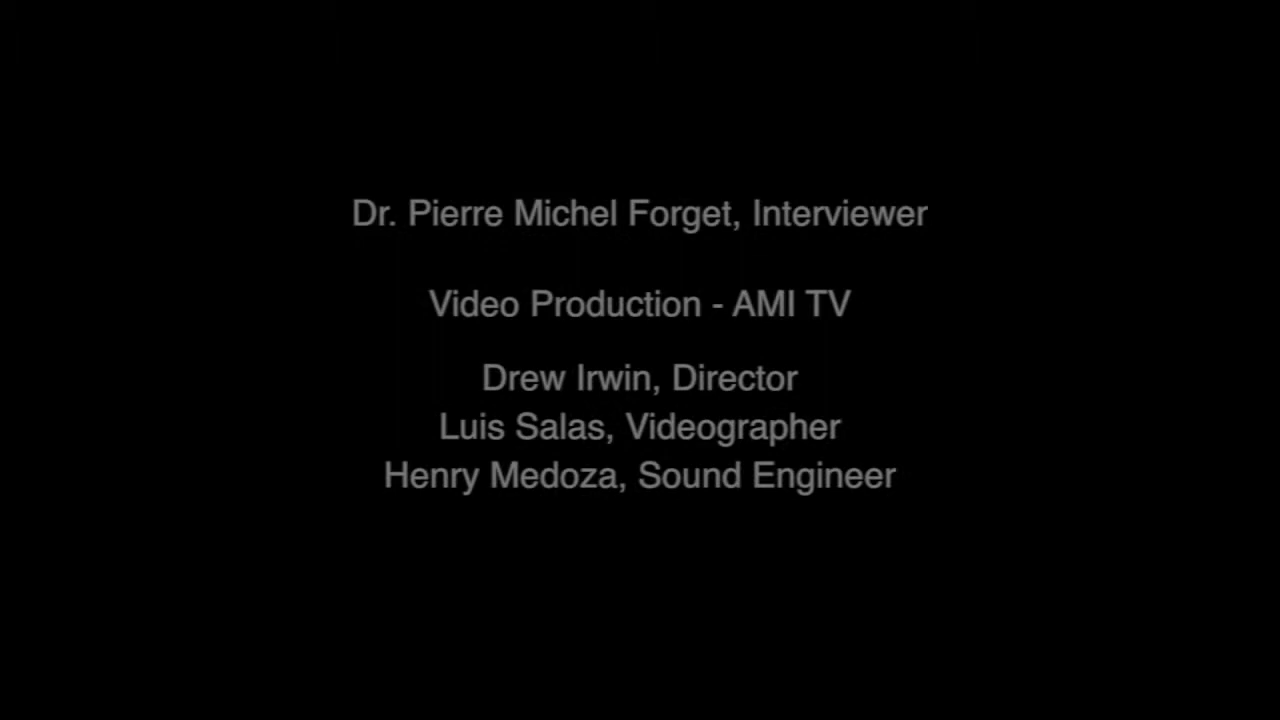 Dr. Pierre Michel Forget, Interviewer
Video Production - AMI TV
Drew Irwin, Director
Luis Salas, Videographer
Henry Medoza, Sound Engineer